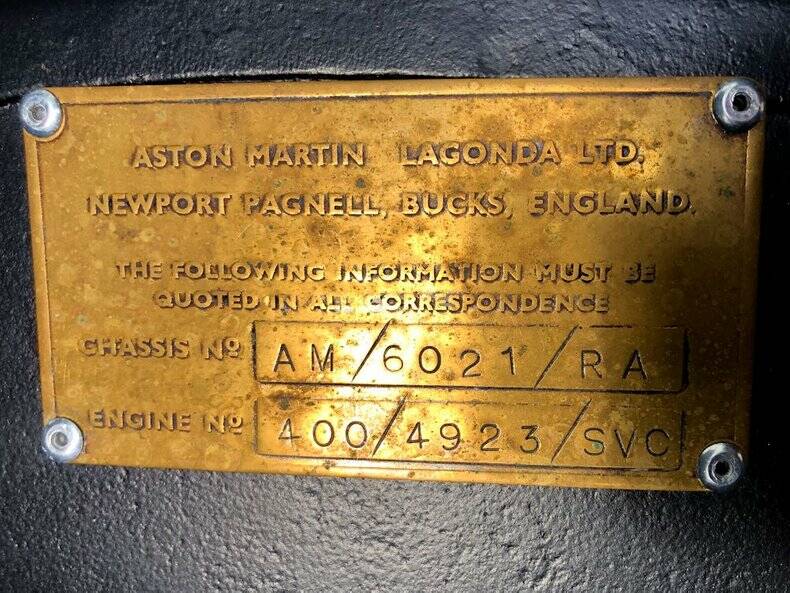 ASTON MARTIN LAGONDA LTD.
NEWPORT PAGNELL, BUCKS, ENGLAND.
THE FOLLOWING INFORMATION MUST BE
QUOTED IN ALL CORRESPONDENCE
CHASSIS Nº AM/6021/RA
ENGINE Nº 400/4923/SVC